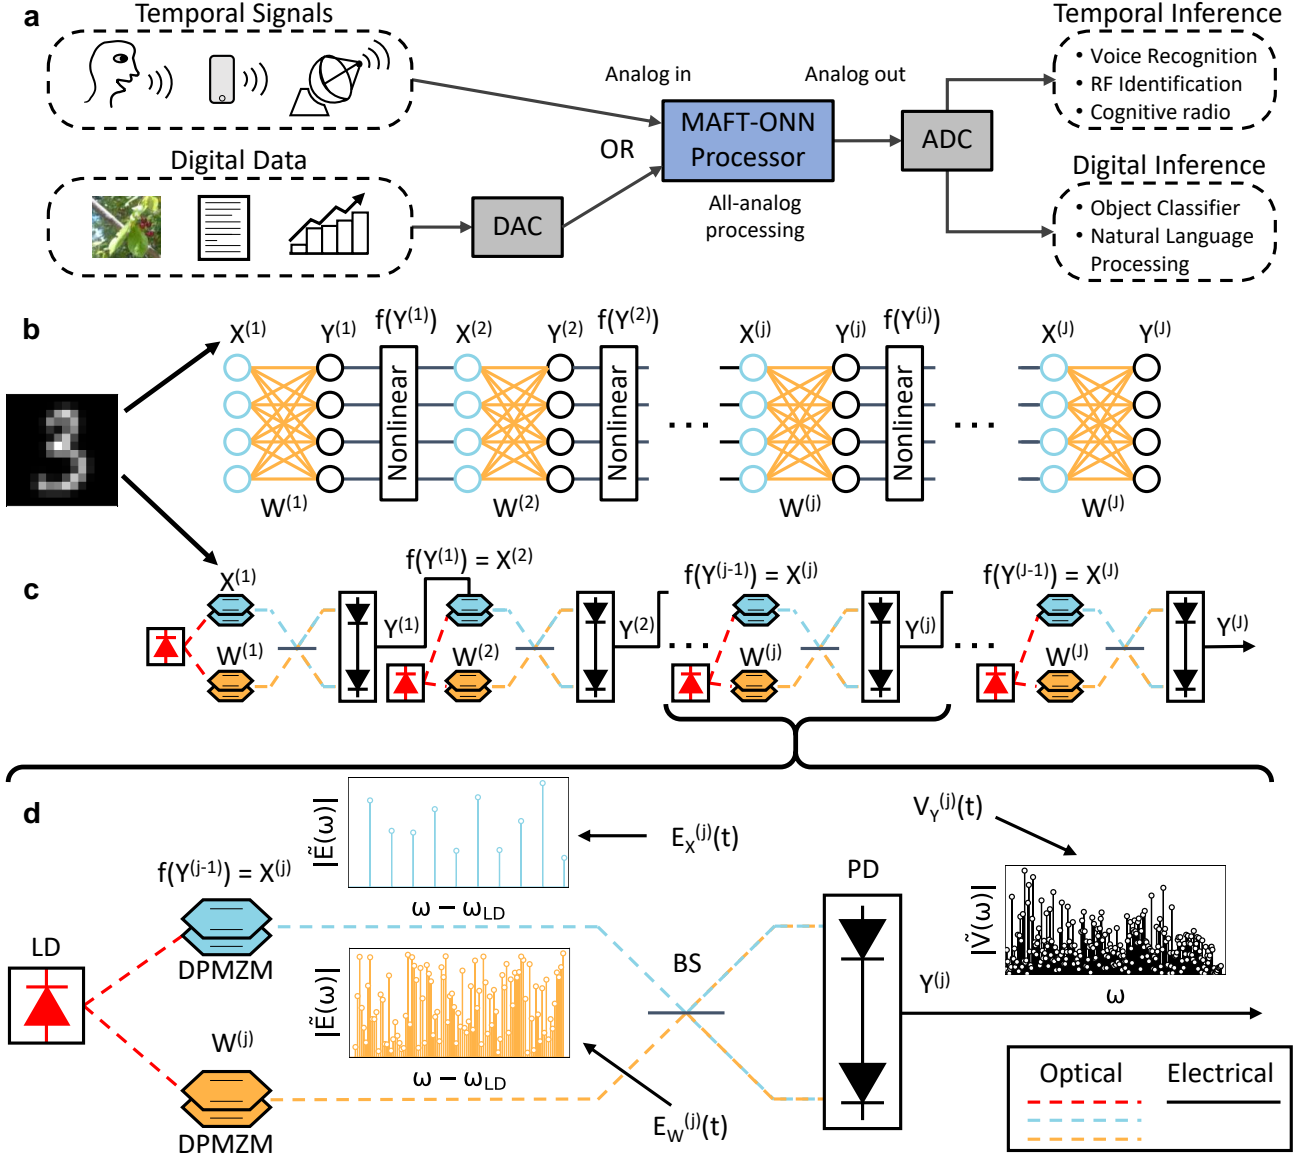 a
Temporal Signals
Temporal Inference
• Voice Recognition
• RF Identification
• Cognitive radio
Analog in
Analog out
MAFT-ONN
Processor
ADC
OR
Digital Data
DAC
All-analog
processing
Digital Inference
• Object Classifier
• Natural Language
Processing
b
X(1) Y(1) f(Y(1)) X(2) Y(2) f(Y(2)) X(j) Y(j) f(Y(j)) X(J) Y(J)
Nonlinear Nonlinear Nonlinear
... ...
W(1) W(2) W(j) W(J)
c
X(1) f(Y(1)) = X(2) f(Y(j-1)) = X(j) f(Y(J-1)) = X(J)
Y(1) Y(2) Y(j) Y(J)
... ...
W(1) W(2) W(j) W(J)
d
|Ẽ(ω)|
EX(j)(t)
ω − ωLD
VY(j)(t)
f(Y(j-1)) = X(j)
DPMZM
LD
PD
|Ṽ(ω)|
ω
BS
Y(j)
|Ẽ(ω)|
ω − ωLD
W(j)
DPMZM
EW(j)(t)
Optical Electrical